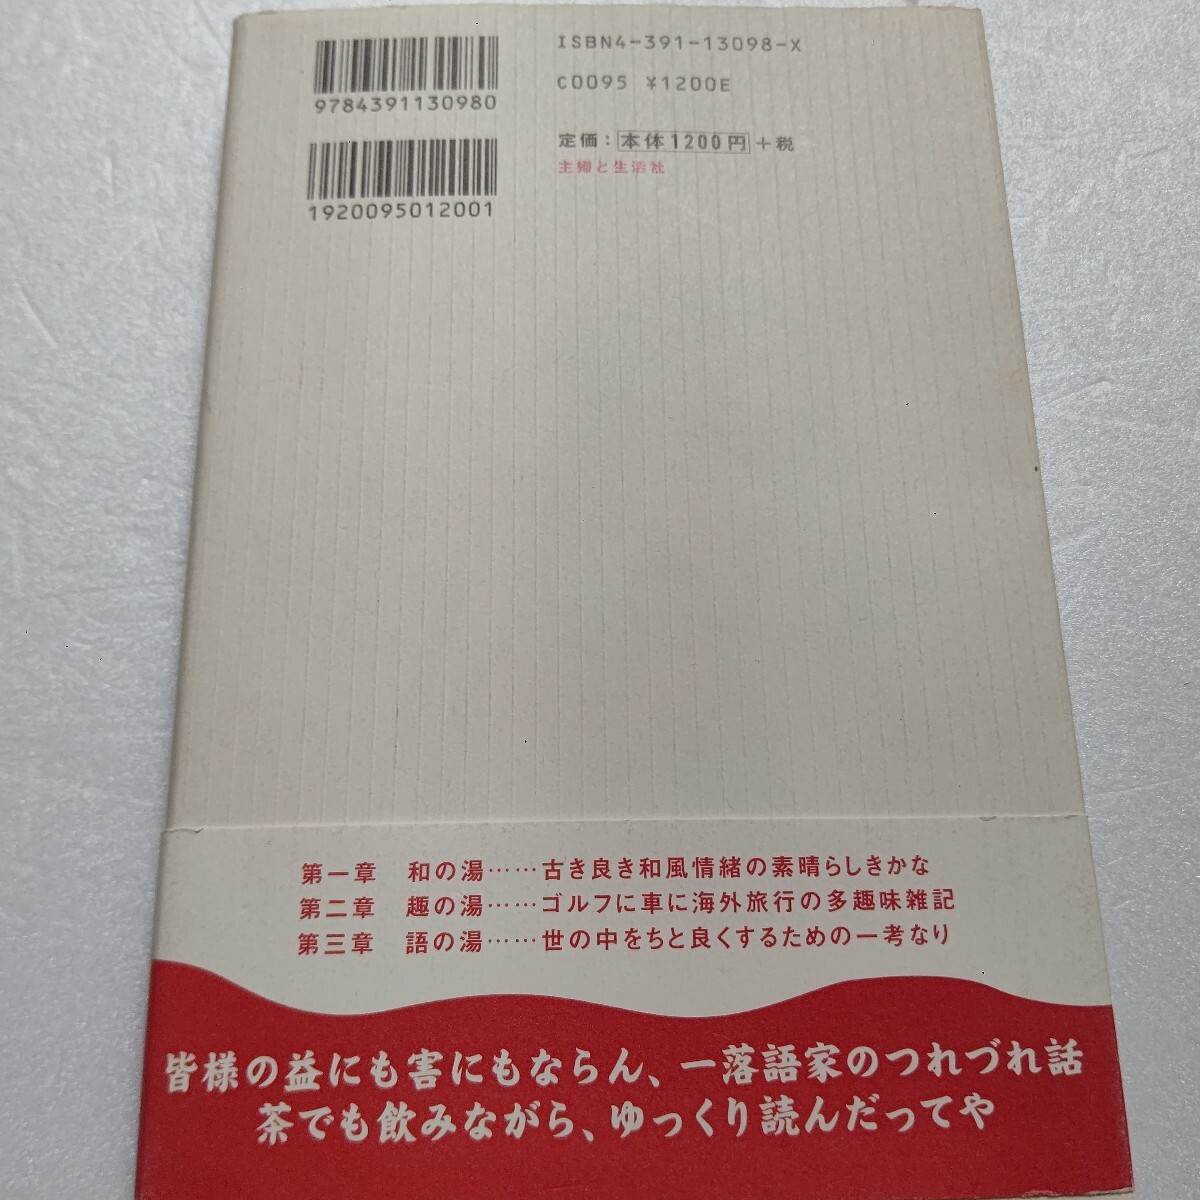 ISBN4-391-13098-X
9784391130980
C0095 ¥1200E
定価：本体1200円＋税
主婦と生活社
1920095012001
第一章 和の湯……古き良き和風情緒の素晴らしきかな
第二章 趣の湯……ゴルフに車に海外旅行の多趣味雑記
第三章 語の湯……世の中をちと良くするための一考なり
皆様の益にも害にもならん、一落語家のつれづれ話
茶でも飲みながら、ゆっくり読んだってや